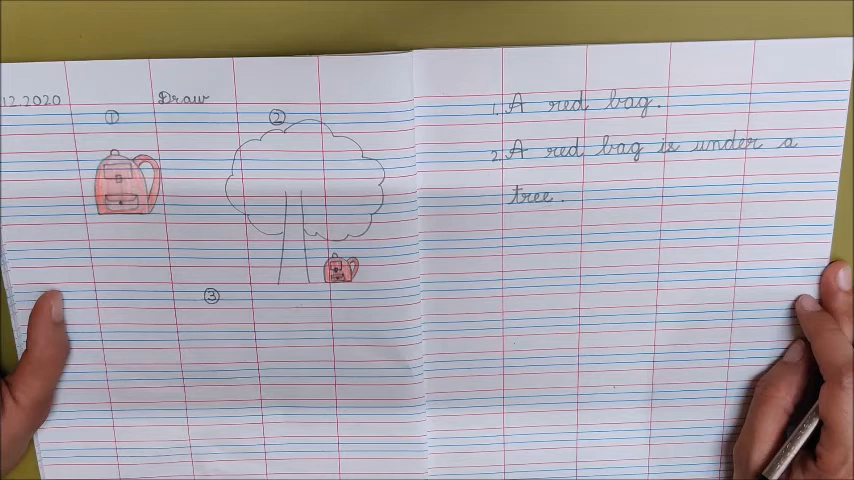 12.2020
Draw
①
②
③
1. A red bag.
2. A red bag is under a
tree.